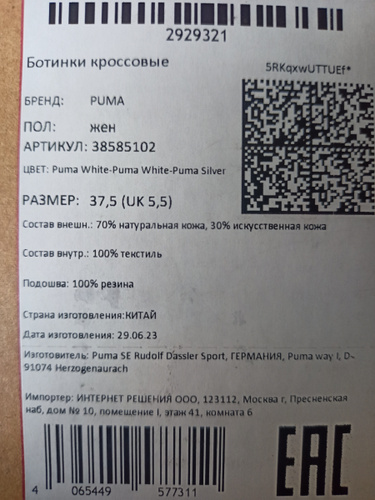 2929321
Ботинки кроссовые
5RKqxwUTTUEf*
БРЕНД: PUMA
ПОЛ: жен
АРТИКУЛ: 38585102
ЦВЕТ: Puma White-Puma White-Puma Silver
РАЗМЕР: 37,5 (UK 5,5)
Состав внешн.: 70% натуральная кожа, 30% искусственная кожа
Состав внутр.: 100% текстиль
Подошва: 100% резина
Страна изготовления:КИТАЙ
Дата изготовления: 29.06.23
Изготовитель: Puma SE Rudolf Dassler Sport, ГЕРМАНИЯ, Puma way I, D-
91074 Herzogenaurach
Импортер: ИНТЕРНЕТ РЕШЕНИЯ ООО, 123112, Москва г, Пресненская
наб, дом № 10, помещение I, этаж 41, комната 6
EAC
4 065449 577311